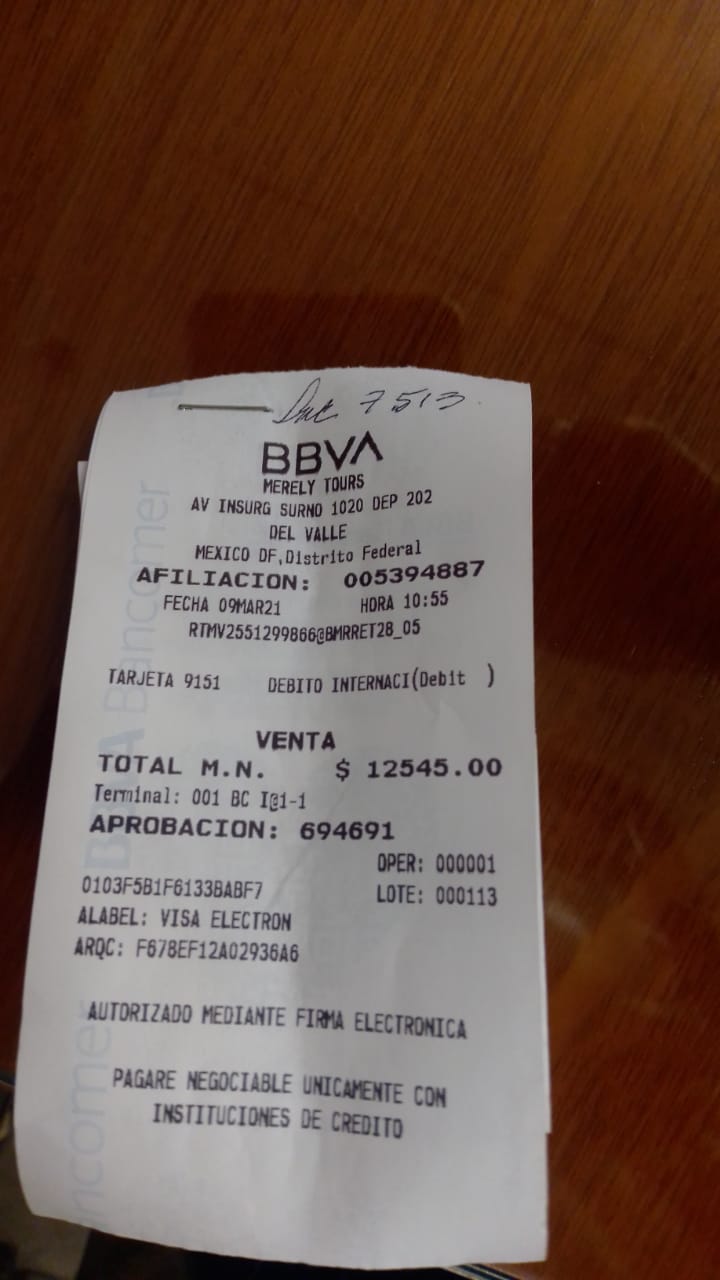 7513
BBVA
MERELY TOURS
AV INSURG SURNO 1020 DEP 202
DEL VALLE
MEXICO DF,Distrito Federal
AFILIACION: 005394887
FECHA 09MAR21 HORA 10:55
RTMV2551299866@BMRRET28_05
TARJETA 9151 DEBITO INTERNACI(Debit )
VENTA
TOTAL M.N. $ 12545.00
Terminal: 001 BC I@1-1
APROBACION: 694691
OPER: 000001
0103F5B1F6133BABF7 LOTE: 000113
ALABEL: VISA ELECTRON
ARQC: F678EF12A02936A6
AUTORIZADO MEDIANTE FIRMA ELECTRONICA
PAGARE NEGOCIABLE UNICAMENTE CON
INSTITUCIONES DE CREDITO
BBVA Bancomer